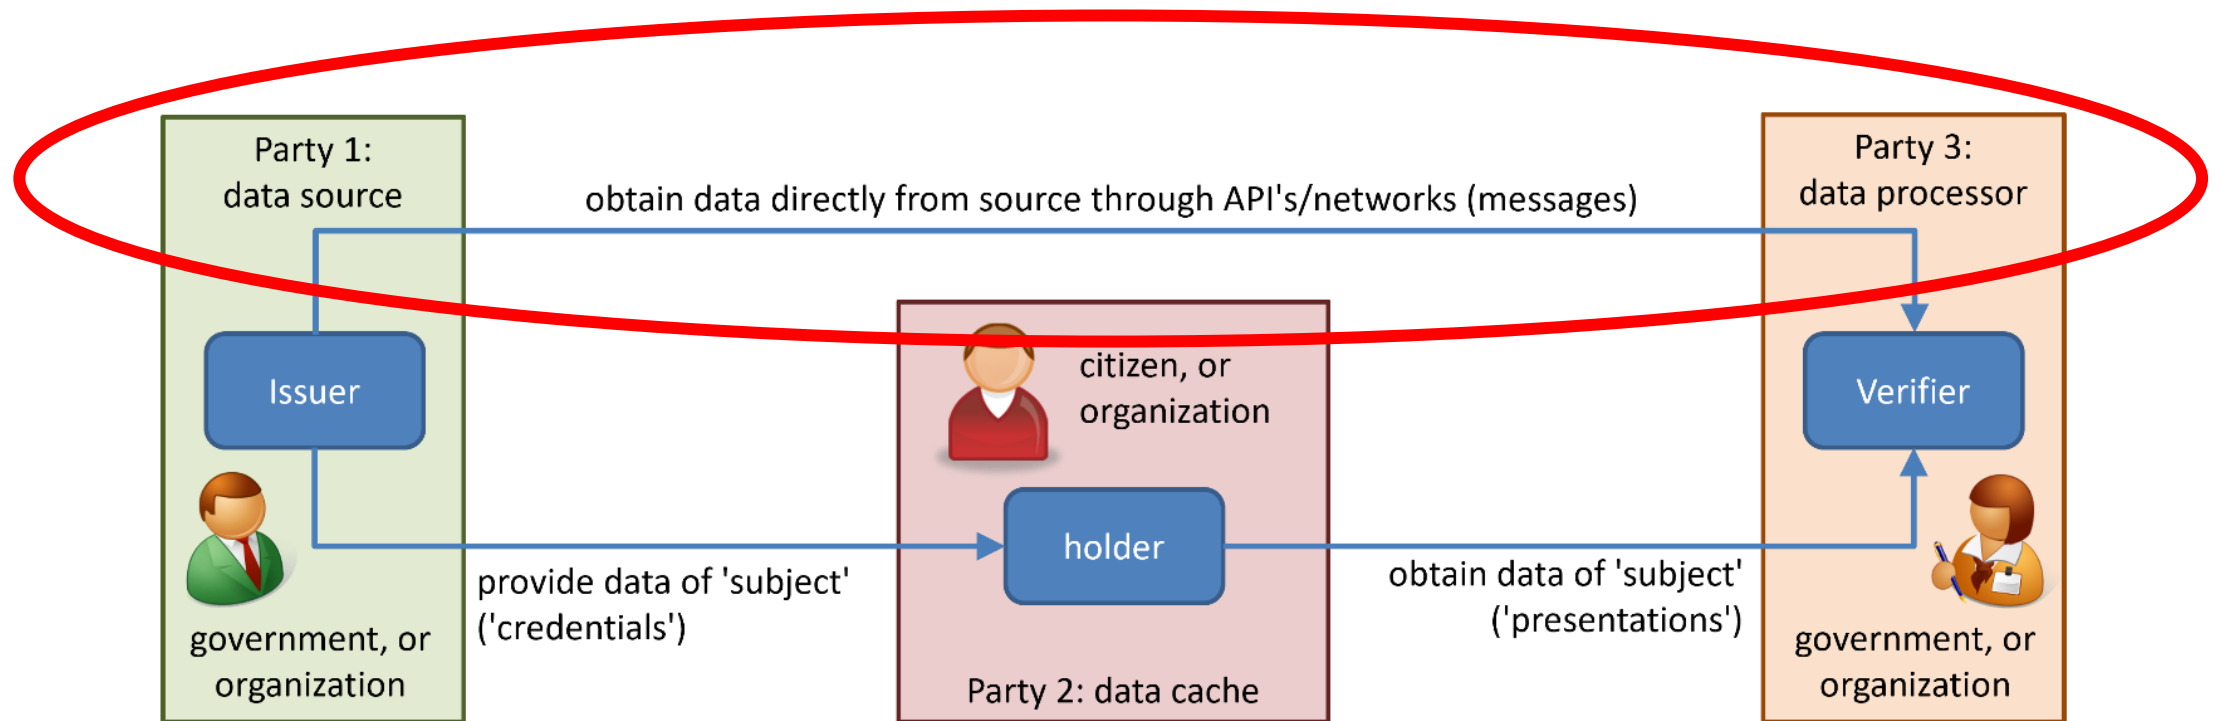 Party 1:
data source
Party 3:
data processor
obtain data directly from source through API's/networks (messages)
Issuer
citizen, or
organization
Verifier
holder
provide data of 'subject'
('credentials')
obtain data of 'subject'
('presentations')
government, or
organization
Party 2: data cache
government, or
organization